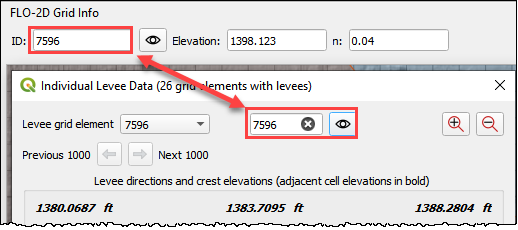 FLO-2D Grid Info
ID: 7596 Elevation: 1398.123 n: 0.04
Individual Levee Data (26 grid elements with levees)
Levee grid element 7596 7596
Previous 1000 Next 1000
Levee directions and crest elevations (adjacent cell elevations in bold)
1380.0687 ft 1383.7095 ft 1388.2804 ft